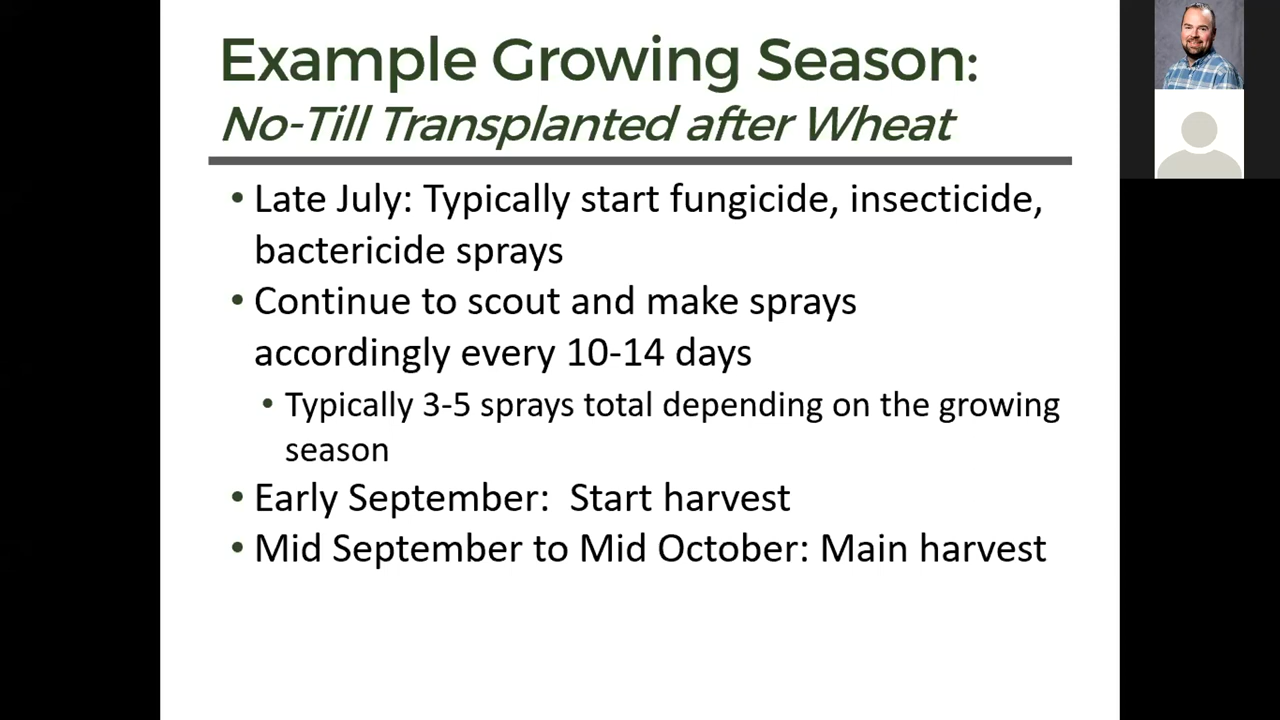 Example Growing Season:
No-Till Transplanted after Wheat
• Late July: Typically start fungicide, insecticide,
bactericide sprays
• Continue to scout and make sprays
accordingly every 10-14 days
• Typically 3-5 sprays total depending on the growing
season
• Early September:  Start harvest
• Mid September to Mid October: Main harvest